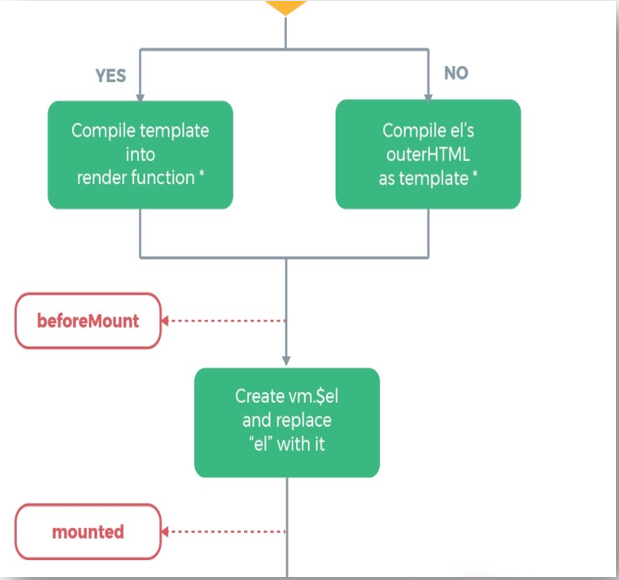 YES
NO
Compile template
into
render function *
Compile el's
outerHTML
as template *
beforeMount
Create vm.$el
and replace
“el” with it
mounted